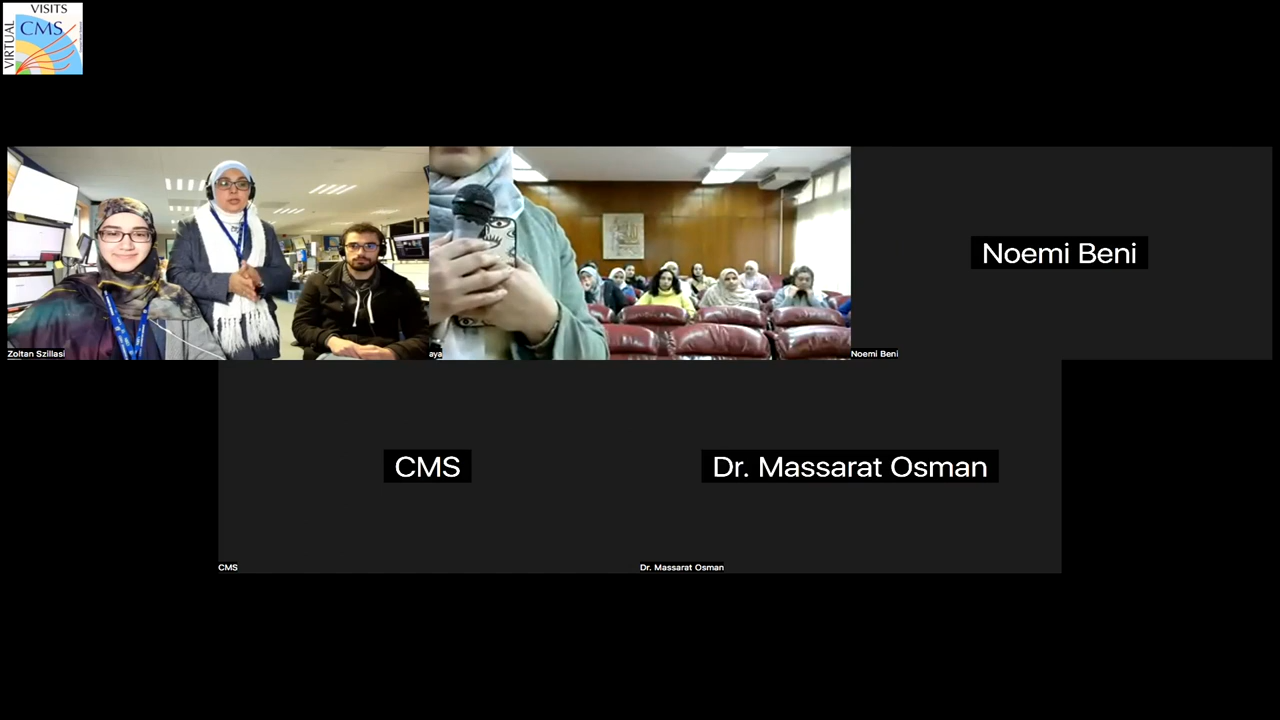 VISITS
VIRTUAL
CMS
Zoltan Szillasi
aya
Noemi Beni
Noemi Beni
CMS
Dr. Massarat Osman
CMS
Dr. Massarat Osman